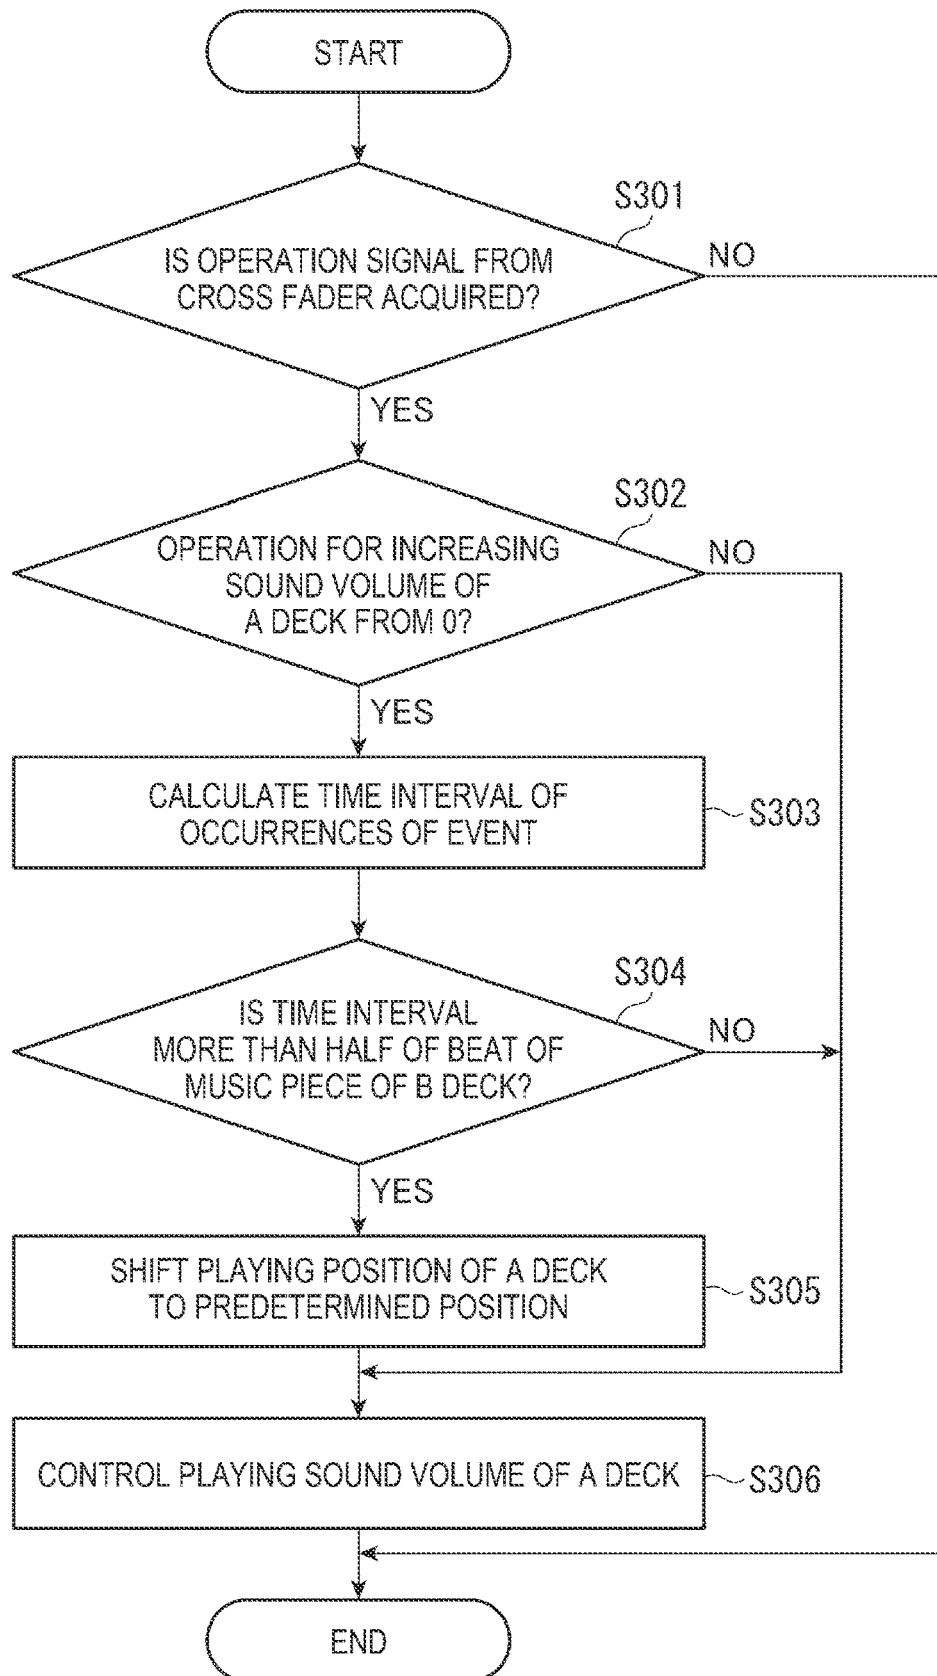 START
S301
IS OPERATION SIGNAL FROM
CROSS FADER ACQUIRED?
NO
YES
S302
OPERATION FOR INCREASING
SOUND VOLUME OF
A DECK FROM 0?
NO
YES
CALCULATE TIME INTERVAL OF
OCCURRENCES OF EVENT
S303
S304
IS TIME INTERVAL
MORE THAN HALF OF BEAT OF
MUSIC PIECE OF B DECK?
NO
YES
SHIFT PLAYING POSITION OF A DECK
TO PREDETERMINED POSITION
S305
CONTROL PLAYING SOUND VOLUME OF A DECK
S306
END